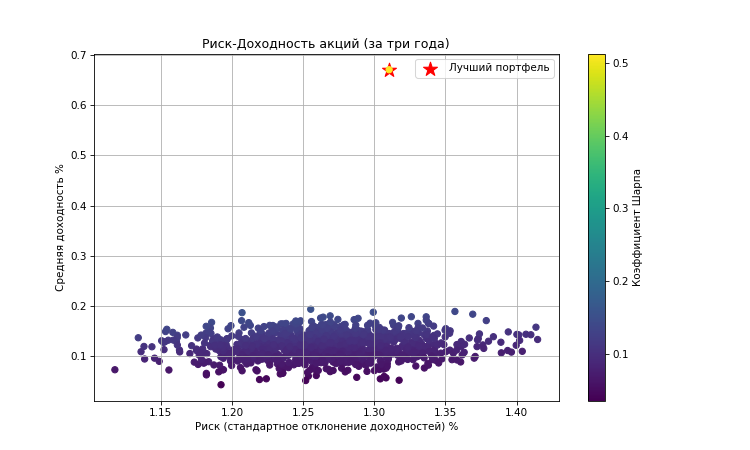 Риск-Доходность акций (за три года)
Лучший портфель
Средняя доходность %
0.7
0.6
0.5
0.4
0.3
0.2
0.1
1.15 1.20 1.25 1.30 1.35 1.40
Риск (стандартное отклонение доходностей) %
0.5
0.4
0.3
0.2
0.1
Коэффициент Шарпа